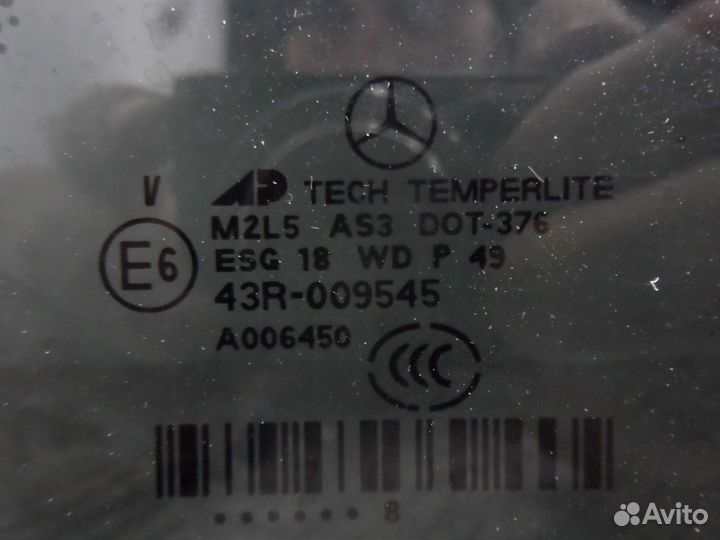 V AP TECH TEMPERLITE
M2L5 AS3 DOT-376
E6
ESG 18 WD P 49
43R-009545
A006450
CCC
•••••• 8
Avito